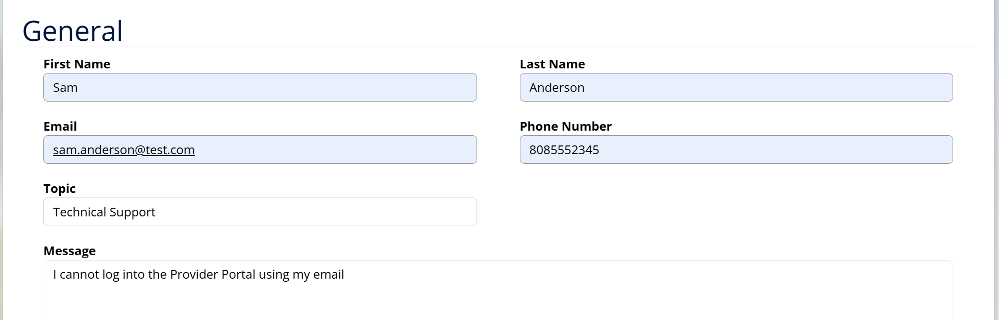 General
First Name
Last Name
Sam
Anderson
Email
Phone Number
sam.anderson@test.com
8085552345
Topic
Technical Support
Message
I cannot log into the Provider Portal using my email